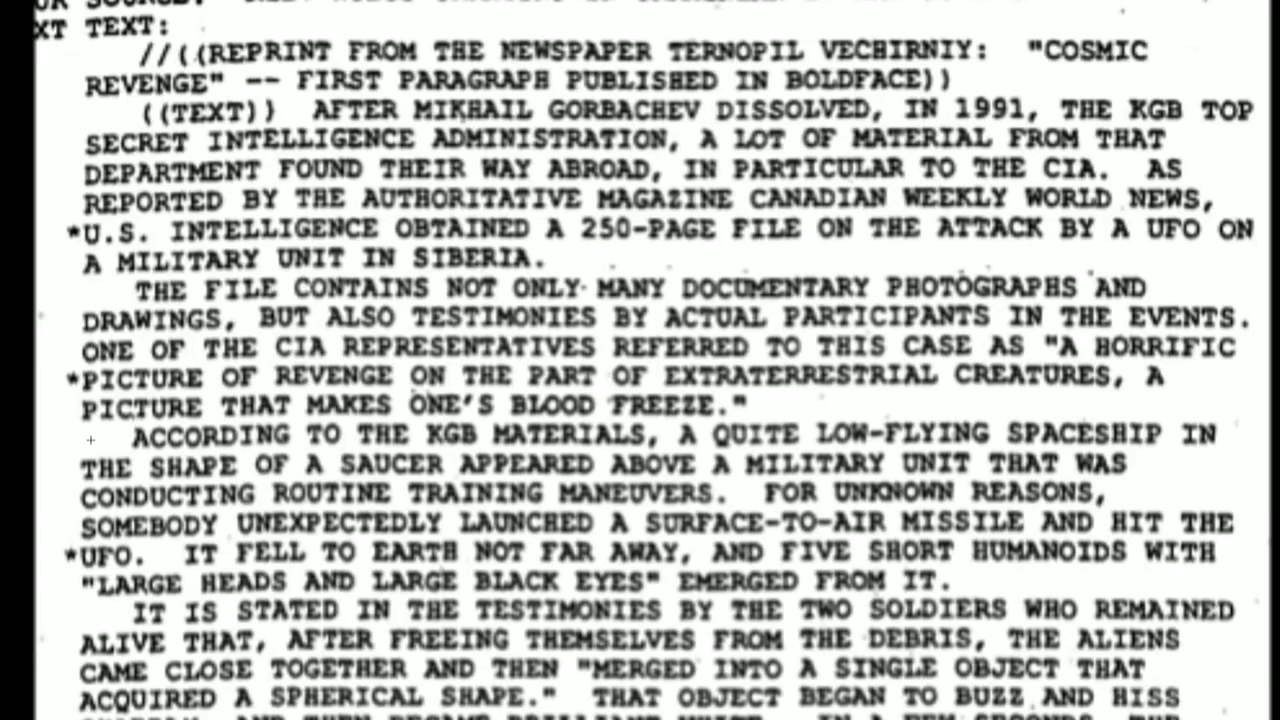 XT TEXT:
//((REPRINT FROM THE NEWSPAPER TERNOPIL VECHIRNIY: "COSMIC
REVENGE" -- FIRST PARAGRAPH PUBLISHED IN BOLDFACE))
((TEXT)) AFTER MIKHAIL GORBACHEV DISSOLVED, IN 1991, THE KGB TOP
SECRET INTELLIGENCE ADMINISTRATION, A LOT OF MATERIAL FROM THAT
DEPARTMENT FOUND THEIR WAY ABROAD, IN PARTICULAR TO THE CIA. AS
REPORTED BY THE AUTHORITATIVE MAGAZINE CANADIAN WEEKLY WORLD NEWS,
*U.S. INTELLIGENCE OBTAINED A 250-PAGE FILE ON THE ATTACK BY A UFO ON
A MILITARY UNIT IN SIBERIA.
THE FILE CONTAINS NOT ONLY MANY DOCUMENTARY PHOTOGRAPHS AND
DRAWINGS, BUT ALSO TESTIMONIES BY ACTUAL PARTICIPANTS IN THE EVENTS.
ONE OF THE CIA REPRESENTATIVES REFERRED TO THIS CASE AS "A HORRIFIC
*PICTURE OF REVENGE ON THE PART OF EXTRATERRESTRIAL CREATURES, A
PICTURE THAT MAKES ONE'S BLOOD FREEZE."
ACCORDING TO THE KGB MATERIALS, A QUITE LOW-FLYING SPACESHIP IN
THE SHAPE OF A SAUCER APPEARED ABOVE A MILITARY UNIT THAT WAS
CONDUCTING ROUTINE TRAINING MANEUVERS. FOR UNKNOWN REASONS,
SOMEBODY UNEXPECTEDLY LAUNCHED A SURFACE-TO-AIR MISSILE AND HIT THE
*UFO. IT FELL TO EARTH NOT FAR AWAY, AND FIVE SHORT HUMANOIDS WITH
"LARGE HEADS AND LARGE BLACK EYES" EMERGED FROM IT.
IT IS STATED IN THE TESTIMONIES BY THE TWO SOLDIERS WHO REMAINED
ALIVE THAT, AFTER FREEING THEMSELVES FROM THE DEBRIS, THE ALIENS
CAME CLOSE TOGETHER AND THEN "MERGED INTO A SINGLE OBJECT THAT
ACQUIRED A SPHERICAL SHAPE." THAT OBJECT BEGAN TO BUZZ AND HISS